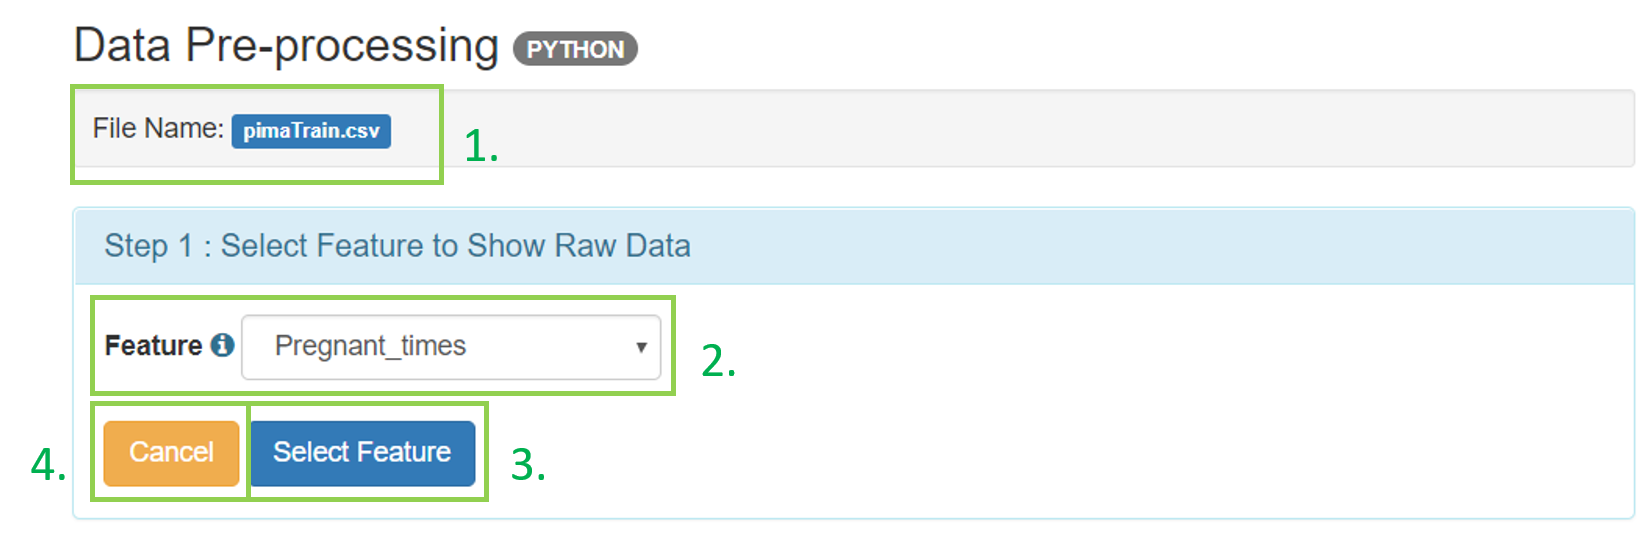 Data Pre-processing PYTHON
File Name: pimaTrain.csv
1.
Step 1 : Select Feature to Show Raw Data
Feature Pregnant_times
2.
4. Cancel Select Feature 3.